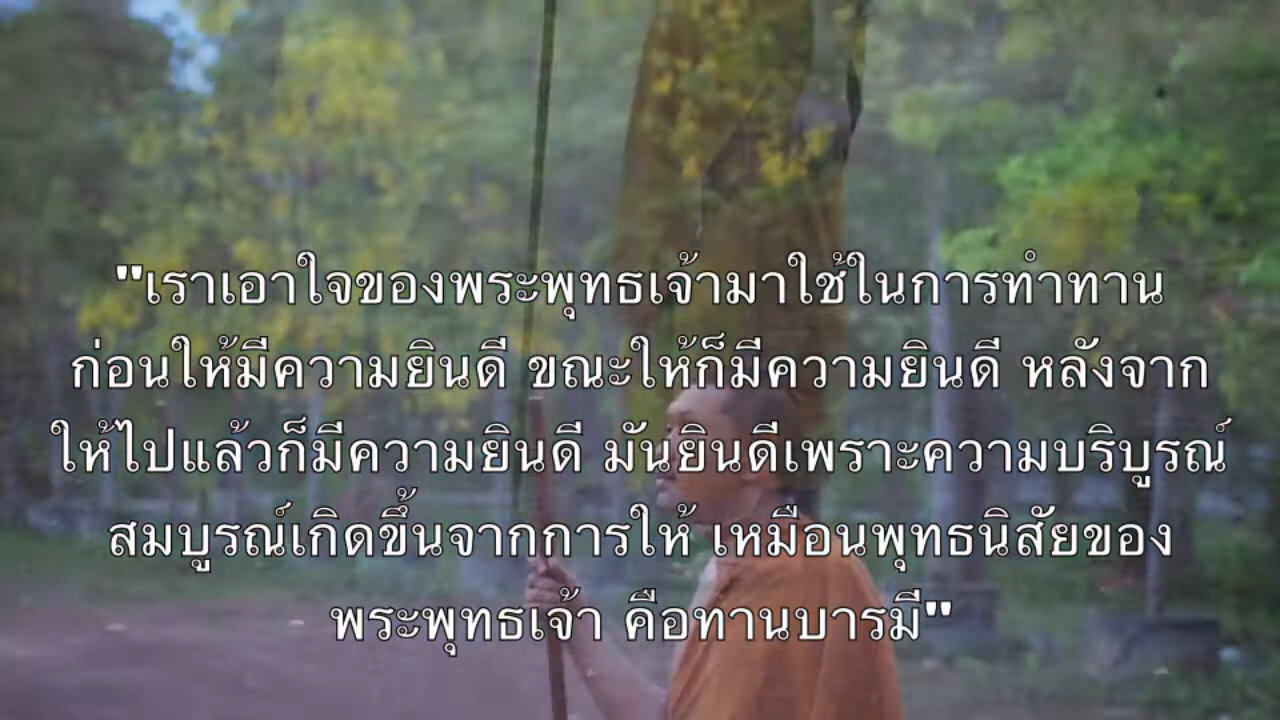 "เราเอาใจของพระพุทธเจ้ามาใช้ในการทำทาน
ก่อนให้มีความยินดี ขณะให้ก็มีความยินดี หลังจาก
ให้ไปแล้วก็มีความยินดี มันยินดีเพราะความบริบูรณ์
สมบูรณ์เกิดขึ้นจากการให้ เหมือนพุทธนิสัยของ
พระพุทธเจ้า คือทานบารมี"